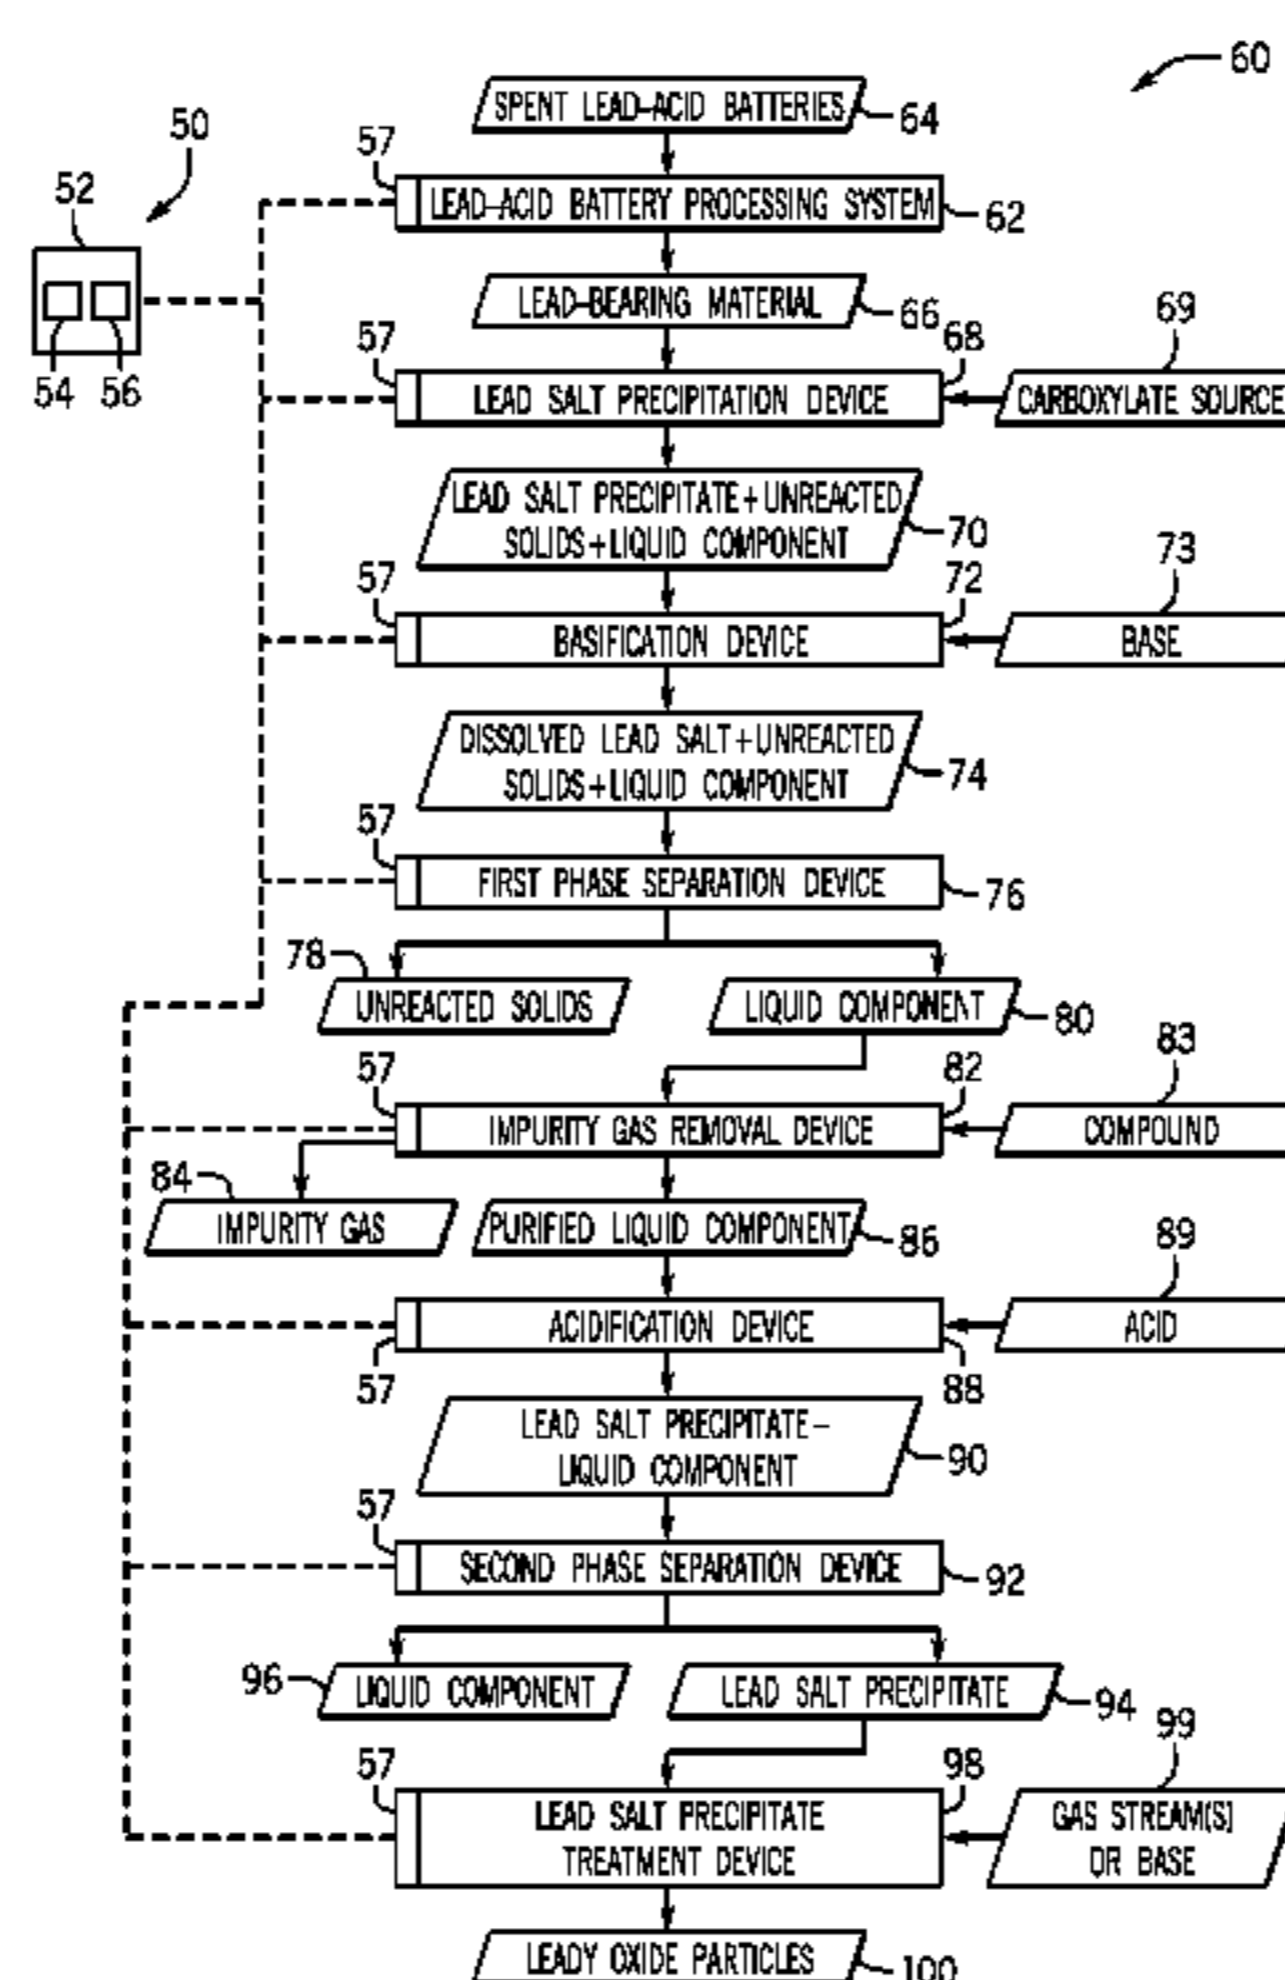 60
SPENT LEAD-ACID BATTERIES
64
50
57
52
LEAD-ACID BATTERY PROCESSING SYSTEM
62
LEAD-BEARING MATERIAL
66
54 56
57
68
69
LEAD SALT PRECIPITATION DEVICE
CARBOXYLATE SOURCE
LEAD SALT PRECIPITATE+UNREACTED
SOLIDS+LIQUID COMPONENT
70
57
72
73
BASIFICATION DEVICE
BASE
DISSOLVED LEAD SALT+UNREACTED
SOLIDS+LIQUID COMPONENT
74
57
FIRST PHASE SEPARATION DEVICE
76
78
UNREACTED SOLIDS
LIQUID COMPONENT
80
57
82
83
IMPURITY GAS REMOVAL DEVICE
COMPOUND
84
IMPURITY GAS
PURIFIED LIQUID COMPONENT
86
89
ACIDIFICATION DEVICE
ACID
57
88
LEAD SALT PRECIPITATE-
LIQUID COMPONENT
90
57
SECOND PHASE SEPARATION DEVICE
92
96
LIQUID COMPONENT
LEAD SALT PRECIPITATE
94
57
98
99
LEAD SALT PRECIPITATE
TREATMENT DEVICE
GAS STREAM(S)
OR BASE
LEADY OXIDE PARTICLES
100